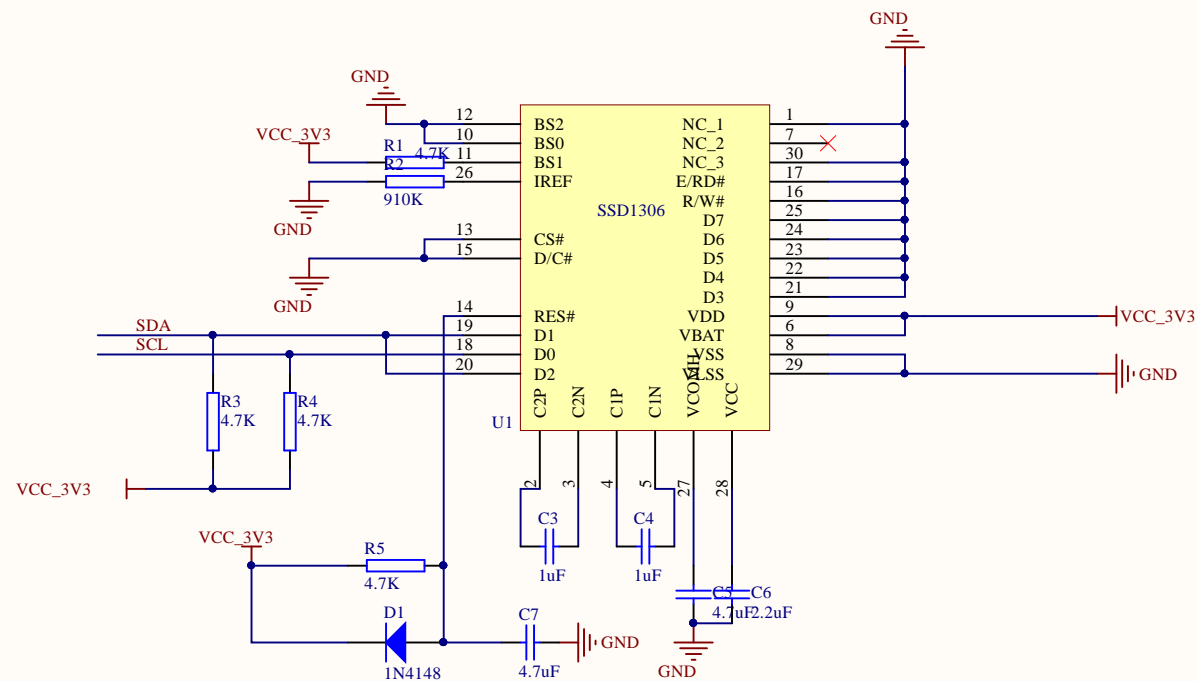 GND
GND
12 BS2 NC_1 1
VCC_3V3 10 BS0 NC_2 7
R1 4.7K 11 BS1 NC_3 30
R2 26 IREF E/RD# 17
910K R/W# 16
SSD1306
GND D7 25
13 CS# D6 24
15 D/C# D5 23
D4 22
GND D3 21
14 RES# VDD 9 VCC_3V3
SDA 19 D1 VBAT 6
SCL 18 D0 VSS 8
20 D2 VLSS 29 GND
R3 R4
4.7K 4.7K
U1 C2P C2N C1P C1N VCOMH VCC
VCC_3V3
2 3 4 5 27 28
C3 C4
VCC_3V3
R5
4.7K 1uF 1uF
C5 C6
4.7uF 2.2uF
D1 C7
GND
1N4148 4.7uF GND